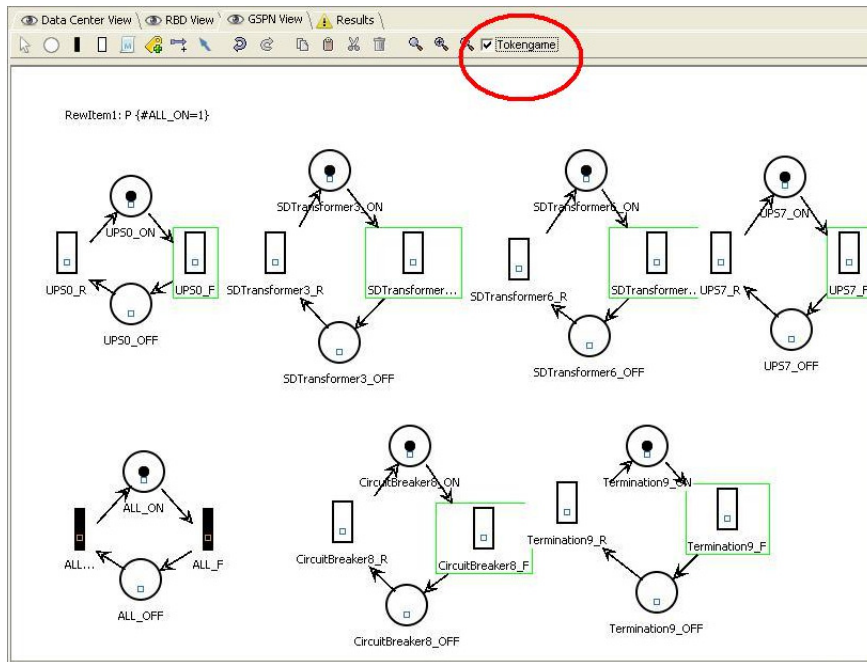 Data Center View RBD View GSPN View Results
Tokengame
RewItem1: P {#ALL_ON=1}
UPS0_ON SDTransformer3_ON SDTransformer6_ON UPS7_ON
UPS0_R UPS0_F SDTransformer3_R SDTransformer... SDTransformer6_R SDTransformer... UPS7_R UPS7_F
UPS0_OFF SDTransformer3_OFF SDTransformer6_OFF UPS7_OFF
ALL_ON CircuitBreaker8_ON Termination9_ON
ALL... ALL_F CircuitBreaker8_R CircuitBreaker8_F Termination9_R Termination9_F
ALL_OFF CircuitBreaker8_OFF Termination9_OFF